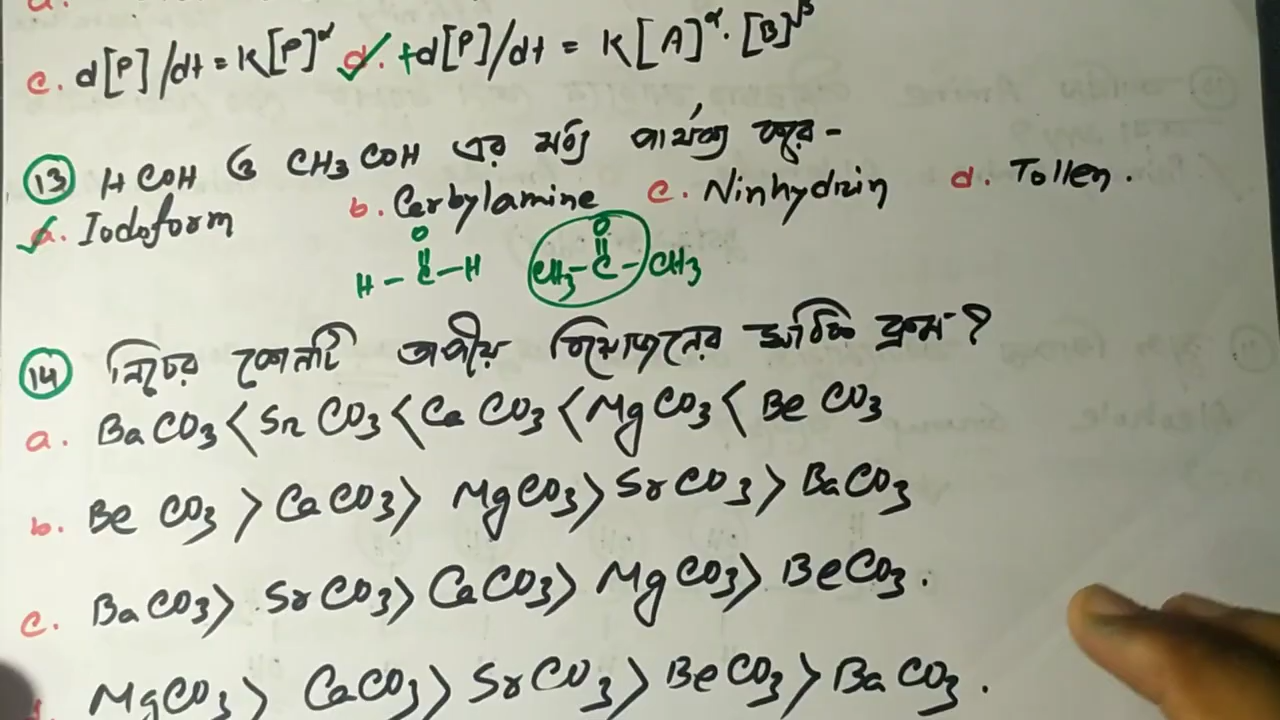 c. d[P]/dt = K[P]^α d. +d[P]/dt = K[A]^α . [B]^β
13 HCOH ও CH3COH এর মধ্যে পার্থক্য করে -
a. Iodoform b. Carbylamine c. Ninhydrin d. Tollen.
O O
H - C - H CH3 - C - CH3
14 নিচের কোনটি তাপীয় বিয়োজনের সঠিক ক্রম ?
a. BaCO3 < SrCO3 < CaCO3 < MgCO3 < BeCO3
b. BeCO3 > CaCO3 > MgCO3 > SrCO3 > BaCO3
c. BaCO3 > SrCO3 > CaCO3 > MgCO3 > BeCO3.
d. MgCO3 > CaCO3 > SrCO3 > BeCO3 > BaCO3.